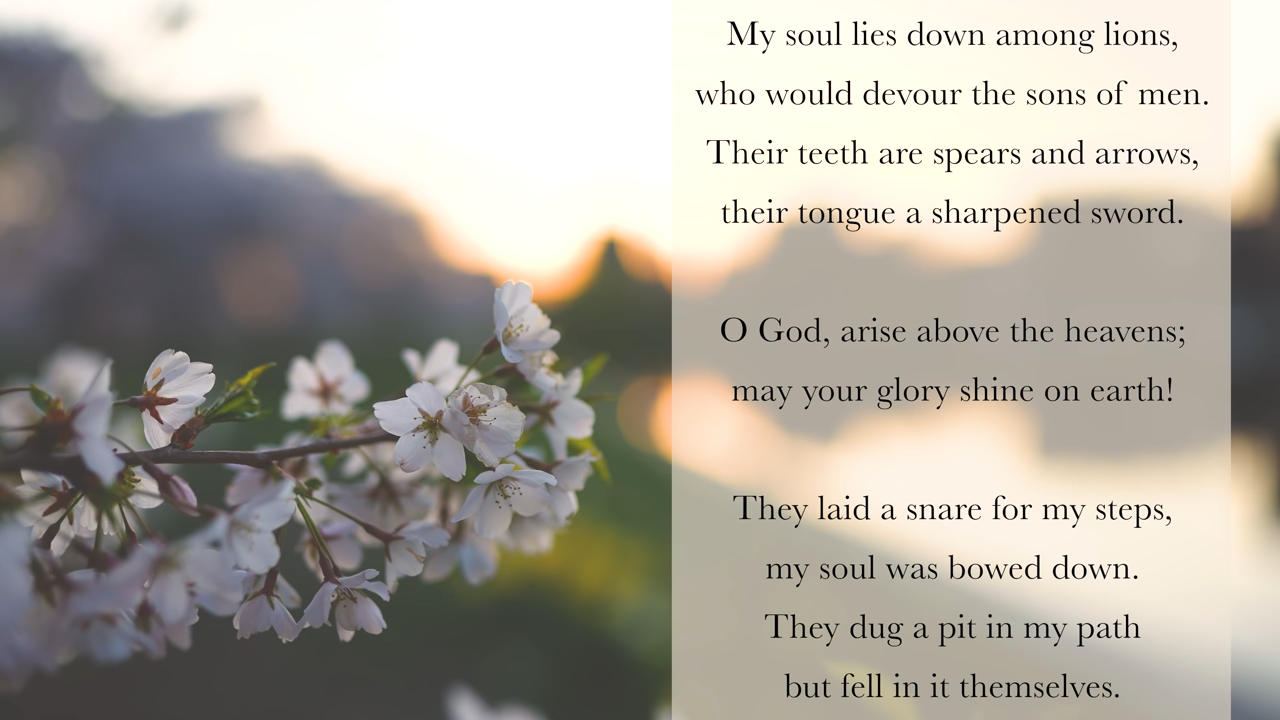 My soul lies down among lions,
who would devour the sons of men.
Their teeth are spears and arrows,
their tongue a sharpened sword.
O God, arise above the heavens;
may your glory shine on earth!
They laid a snare for my steps,
my soul was bowed down.
They dug a pit in my path
but fell in it themselves.